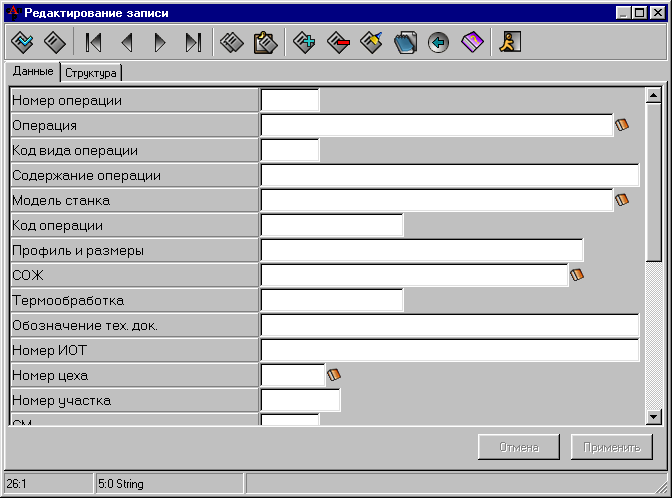 Редактирование записи
Данные Структура
Номер операции
Операция
Код вида операции
Содержание операции
Модель станка
Код операции
Профиль и размеры
СОЖ
Термообработка
Обозначение тех. док.
Номер ИОТ
Номер цеха
Номер участка
СМ
Отмена Применить
26:1 5:0 String